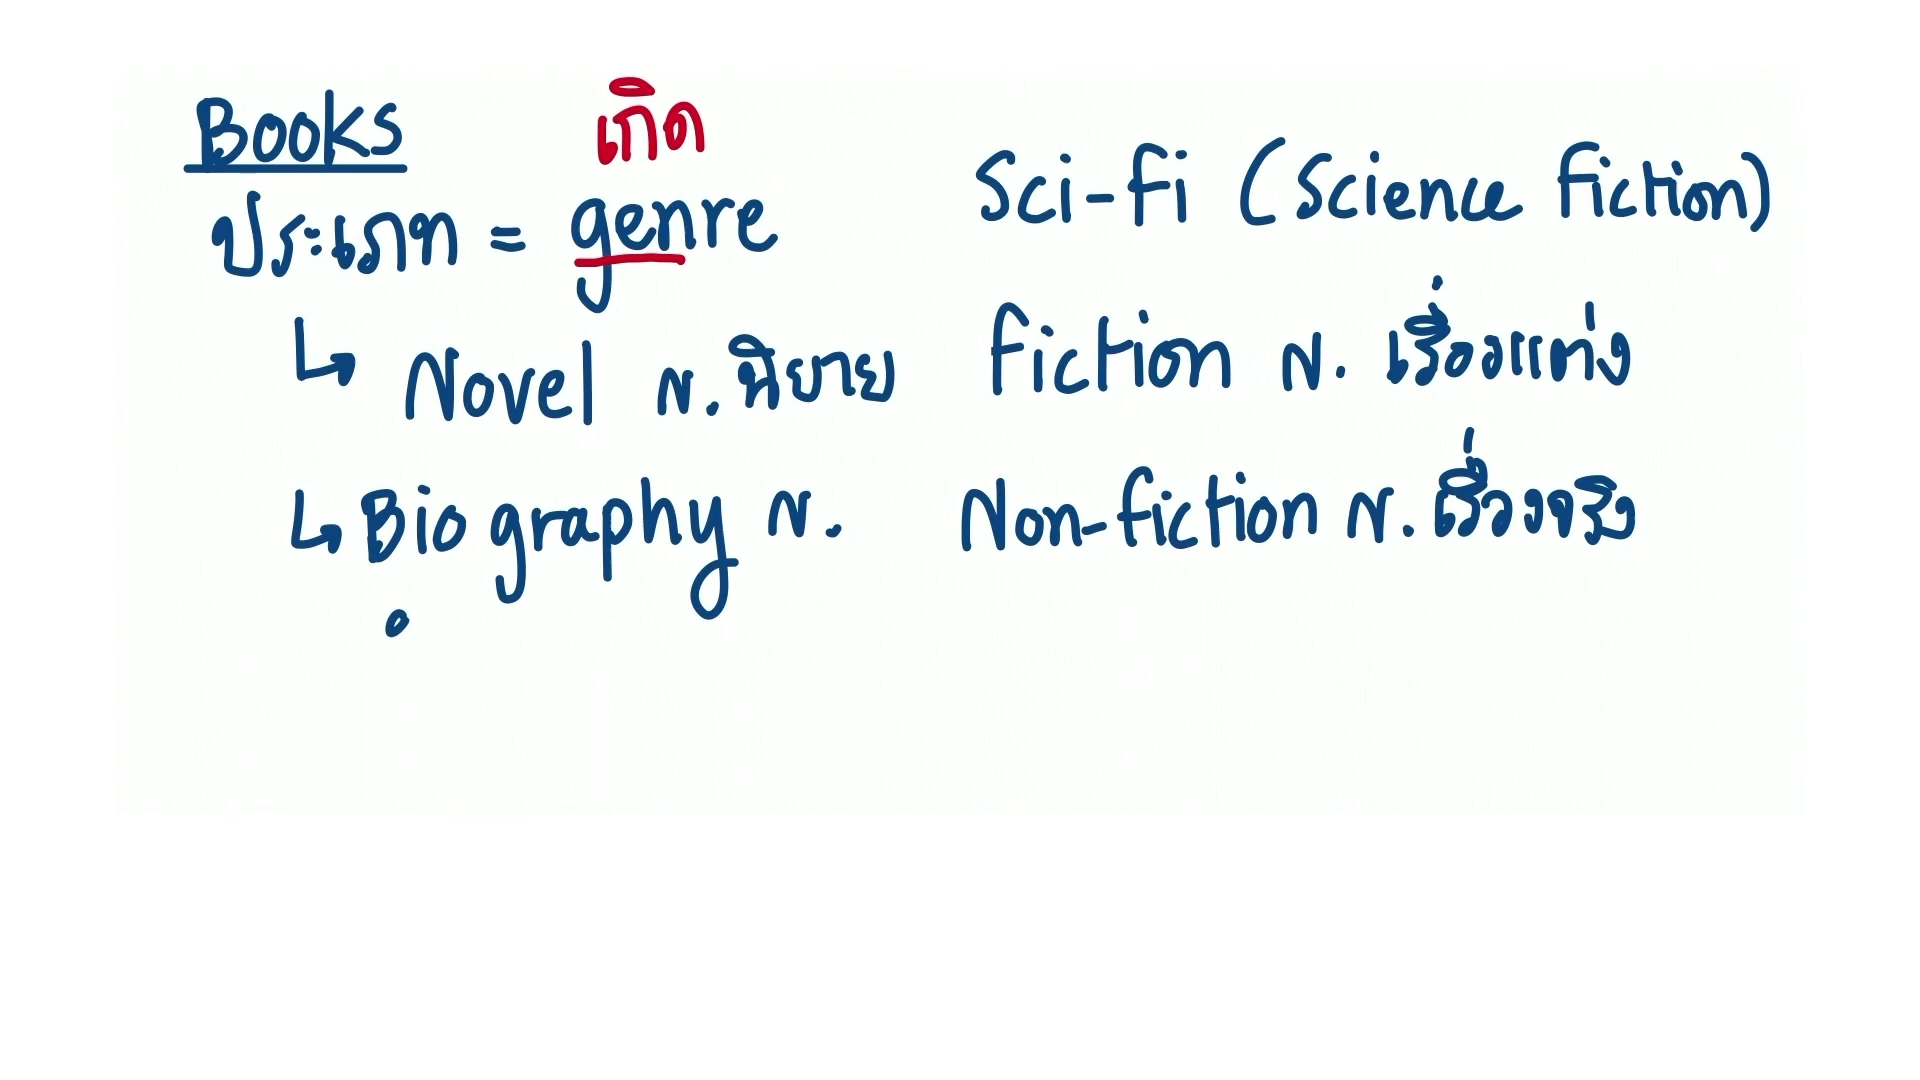 Books
เกิด
ประเภท = genre
↳ Novel n. นิยาย
↳ Biography n.
Sci-fi (Science fiction)
fiction n. เรื่องแต่ง
Non-fiction n. เรื่องจริง